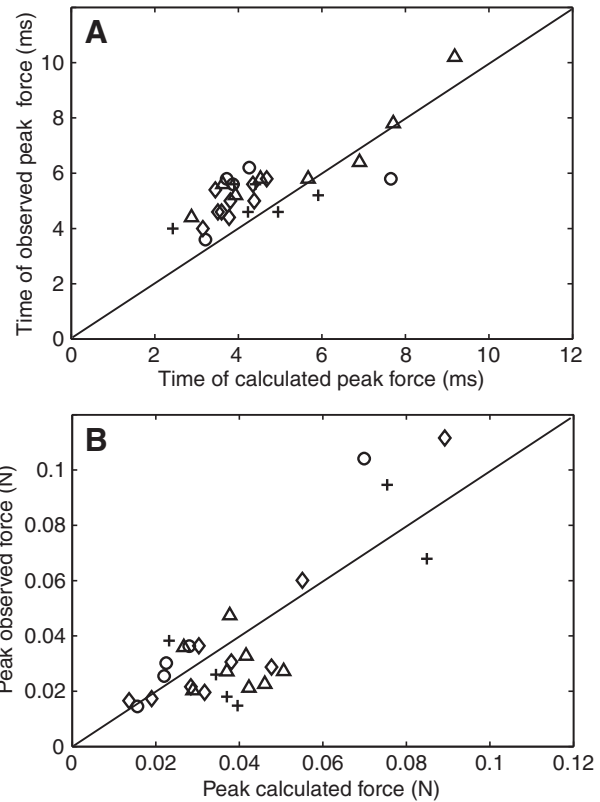 A
Time of observed peak force (ms)
10
8
6
4
2
0
0 2 4 6 8 10 12
Time of calculated peak force (ms)
B
Peak observed force (N)
0.1
0.08
0.06
0.04
0.02
0
0 0.02 0.04 0.06 0.08 0.1 0.12
Peak calculated force (N)